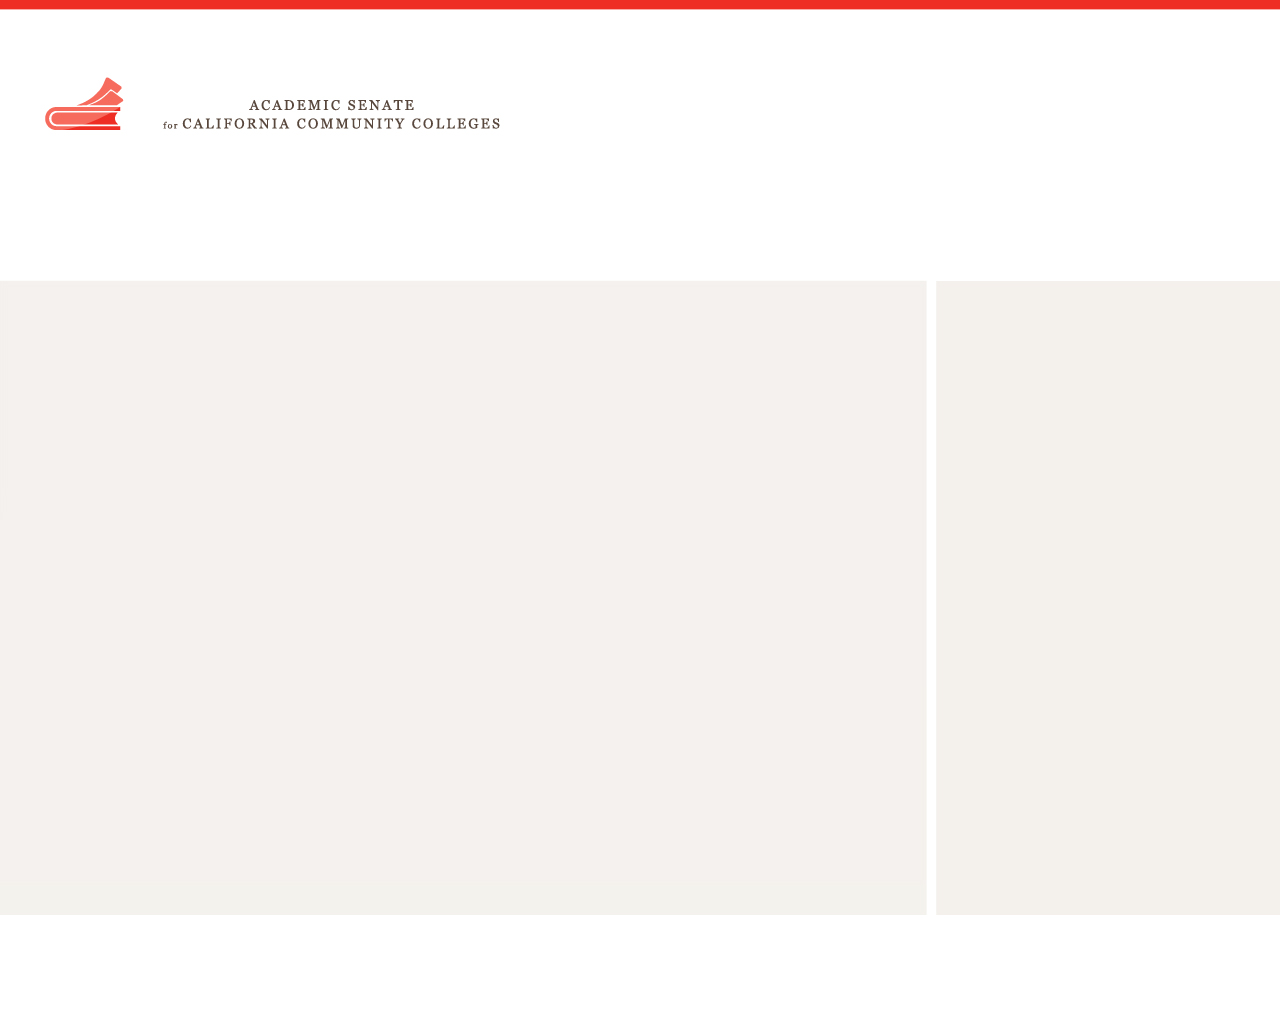 ACADEMIC SENATE
for CALIFORNIA COMMUNITY COLLEGES